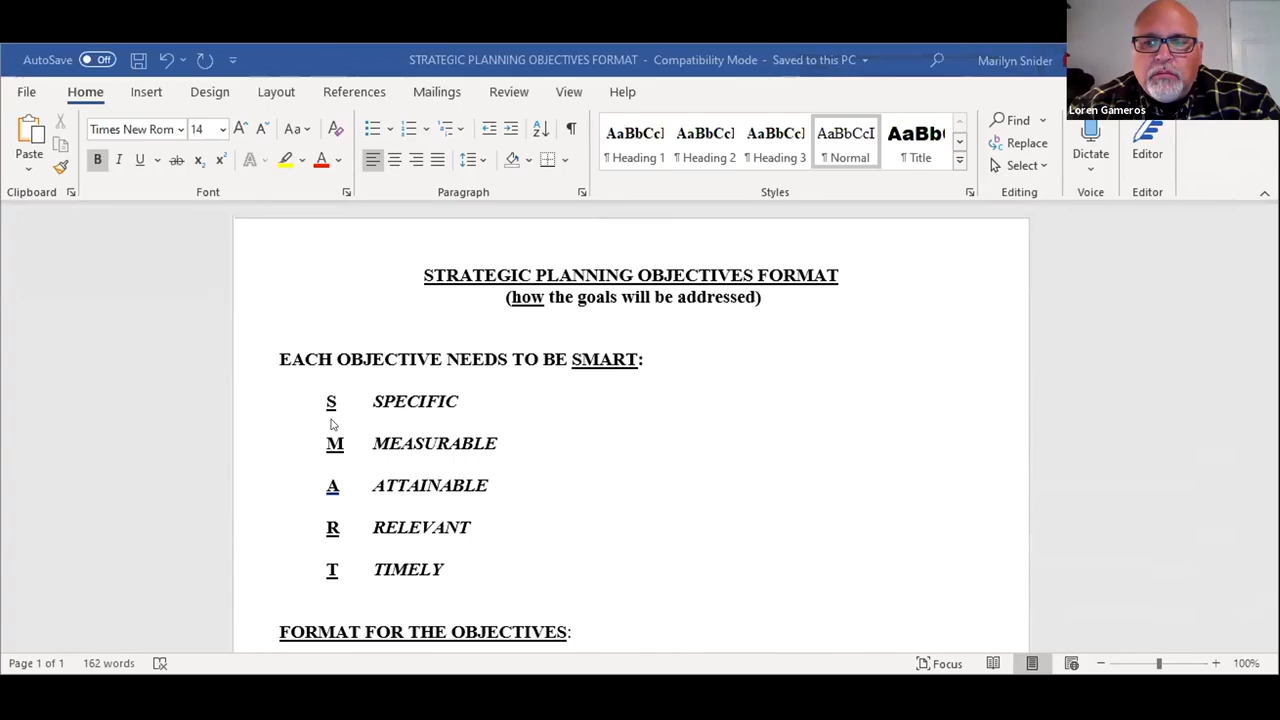 AutoSave Off STRATEGIC PLANNING OBJECTIVES FORMAT - Compatibility Mode - Saved to this PC Marilyn Snider
Loren Gameros
File Home Insert Design Layout References Mailings Review View Help
Times New Rom 14 Aa
Paste
B I U ab x₂ x² A A
AaBbCcI AaBbCcI AaBbCcI AaBbCcI AaBb(
¶ Heading 1 ¶ Heading 2 ¶ Heading 3 ¶ Normal ¶ Title
Find
Replace
Select
Dictate
Editor
Clipboard Font Paragraph Styles Editing Voice Editor
STRATEGIC PLANNING OBJECTIVES FORMAT
(how the goals will be addressed)
EACH OBJECTIVE NEEDS TO BE SMART:
S SPECIFIC
M MEASURABLE
A ATTAINABLE
R RELEVANT
T TIMELY
FORMAT FOR THE OBJECTIVES:
Page 1 of 1 162 words Focus 100%